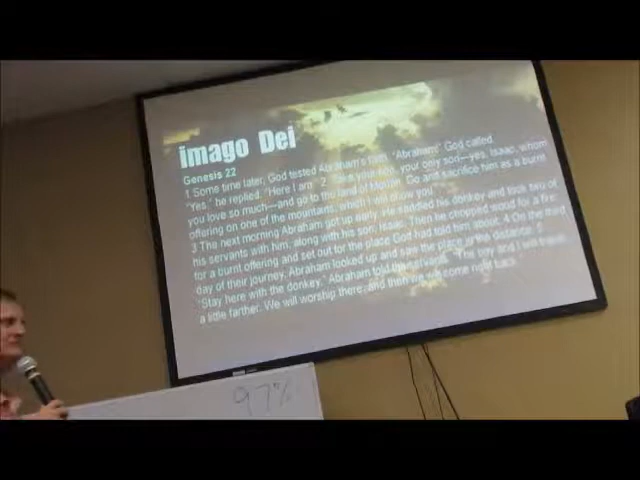 imago Dei
Genesis 22
1 Some time later, God tested Abraham's faith. "Abraham!" God called.
"Yes," he replied. "Here I am." 2 "Take your son, your only son—yes, Isaac, whom
you love so much—and go to the land of Moriah. Go and sacrifice him as a burnt
offering on one of the mountains, which I will show you."
3 The next morning Abraham got up early. He saddled his donkey and took two of
his servants with him, along with his son, Isaac. Then he chopped wood for a fire
for a burnt offering and set out for the place God had told him about. 4 On the third
day of their journey, Abraham looked up and saw the place in the distance. 5
"Stay here with the donkey," Abraham told the servants. "The boy and I will travel
a little farther. We will worship there, and then we will come right back."
97%